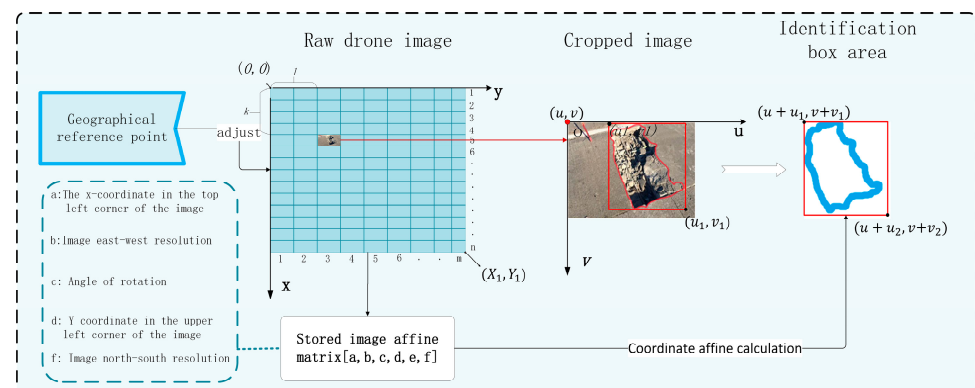 Raw drone image
Cropped image
Identification
box area
(0, 0)
l
y
k
Geographical
reference point
adjust
1
2
3
4
5
6
.
.
.
.
.
n
1 2 3 4 5 6 . . m
x
(X₁, Y₁)
(u, v)
u
(u₁, v₁)
v
(u + u₁, v+v₁)
(u + u₂, v+v₂)
a:The x-coordinate in the top
left corner of the image
b:Image east-west resolution
c: Angle of rotation
d: Y coordinate in the upper
left corner of the image
f: Image north-south resolution
Stored image affine
matrix[a, b, c, d, e, f]
Coordinate affine calculation